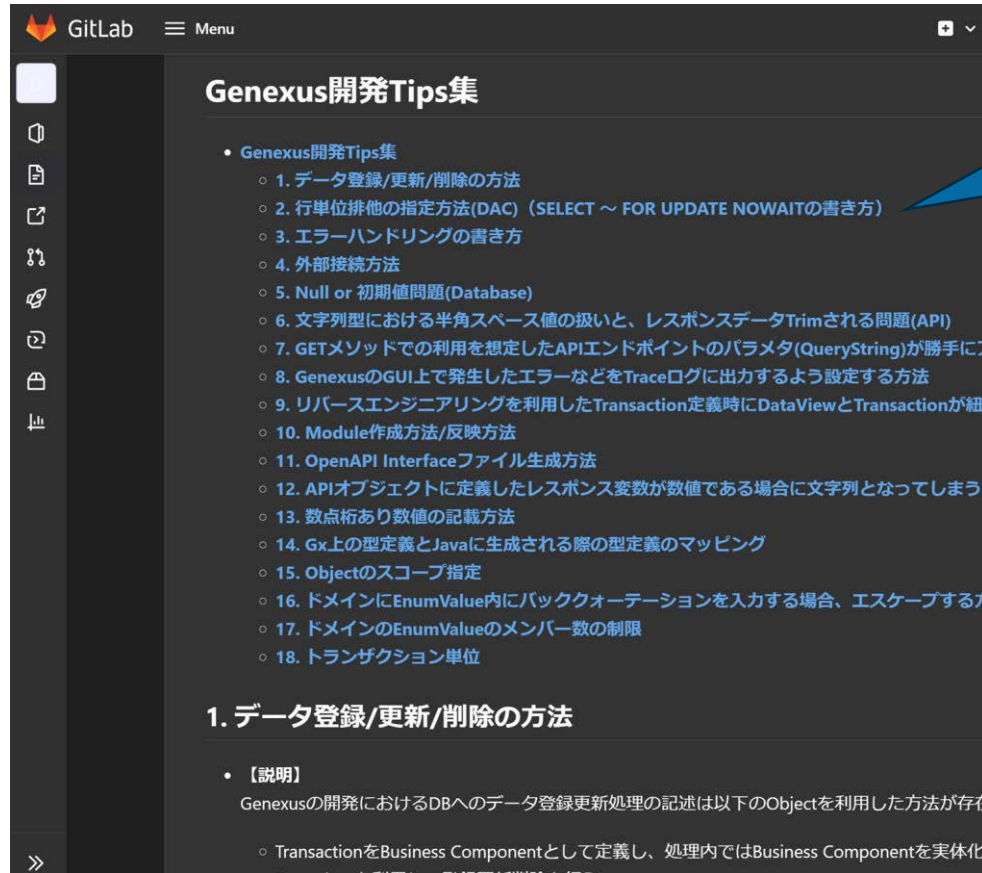 GitLab
Menu
Genexus開発Tips集
Genexus開発Tips集
1. データ登録/更新/削除の方法
2. 行単位排他の指定方法(DAC)（SELECT ～ FOR UPDATE NOWAITの書き方）
3. エラーハンドリングの書き方
4. 外部接続方法
5. Null or 初期値問題(Database)
6. 文字列型における半角スペース値の扱いと、レスポンスデータTrimされる問題(API)
7. GETメソッドでの利用を想定したAPIエンドポイントのパラメタ(QueryString)が勝手に
8. GenexusのGUI上で発生したエラーなどをTraceログに出力するよう設定する方法
9. リバースエンジニアリングを利用したTransaction定義時にDataViewとTransactionが紐
10. Module作成方法/反映方法
11. OpenAPI Interfaceファイル生成方法
12. APIオブジェクトに定義したレスポンス変数が数値である場合に文字列となってしまう
13. 数点桁あり数値の記載方法
14. Gx上の型定義とJavaに生成される際の型定義のマッピング
15. Objectのスコープ指定
16. ドメインにEnumValue内にバッククォーテーションを入力する場合、エスケープする
17. ドメインのEnumValueのメンバー数の制限
18. トランザクション単位
1. データ登録/更新/削除の方法
【説明】
Genexusの開発におけるDBへのデータ登録更新処理の記述は以下のObjectを利用した方法が存在
TransactionをBusiness Componentとして定義し、処理内ではBusiness Componentを実体化